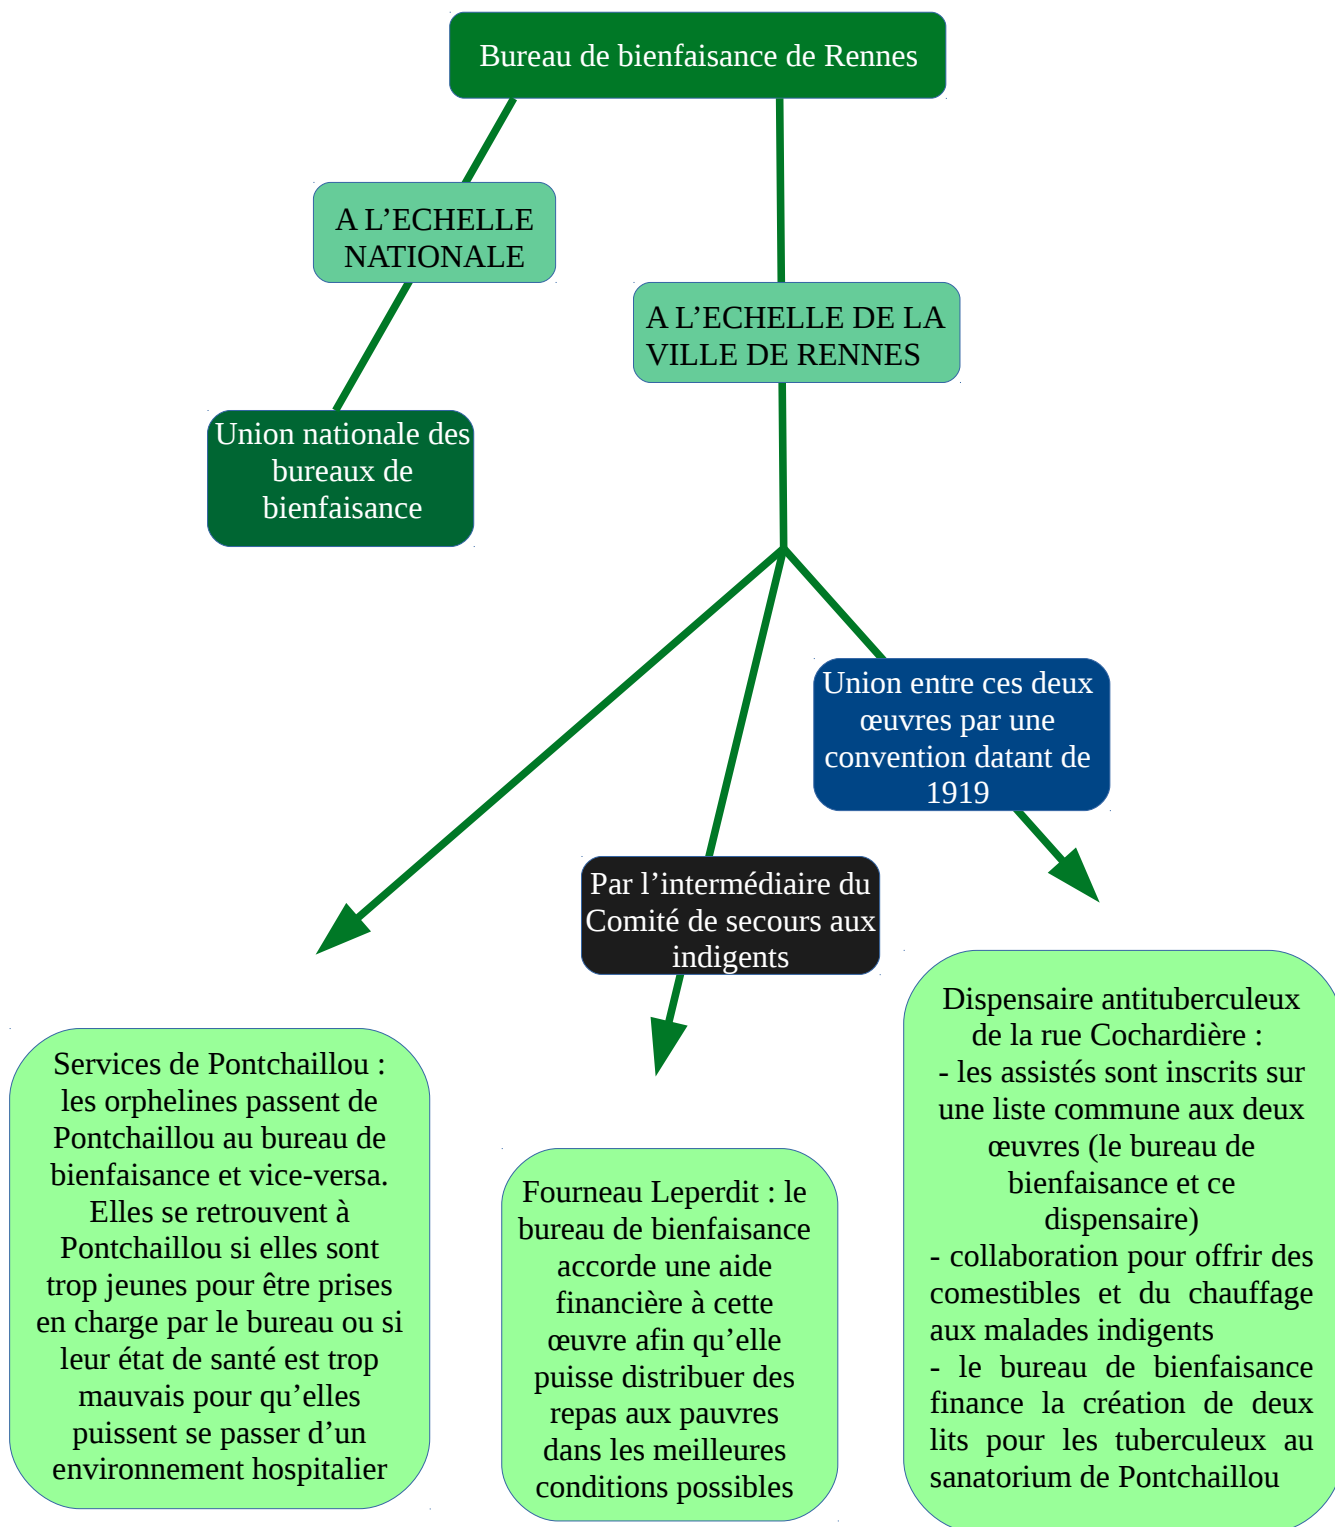 Bureau de bienfaisance de Rennes
A L’ECHELLE
NATIONALE
A L’ECHELLE DE LA
VILLE DE RENNES
Union nationale des
bureaux de
bienfaisance
Union entre ces deux
œuvres par une
convention datant de
1919
Par l’intermédiaire du
Comité de secours aux
indigents
Services de Pontchaillou :
les orphelines passent de
Pontchaillou au bureau de
bienfaisance et vice-versa.
Elles se retrouvent à
Pontchaillou si elles sont
trop jeunes pour être prises
en charge par le bureau ou si
leur état de santé est trop
mauvais pour qu’elles
puissent se passer d’un
environnement hospitalier
Fourneau Leperdit : le
bureau de bienfaisance
accorde une aide
financière à cette
œuvre afin qu’elle
puisse distribuer des
repas aux pauvres
dans les meilleures
conditions possibles
Dispensaire antituberculeux
de la rue Cochardière :
- les assistés sont inscrits sur
une liste commune aux deux
œuvres (le bureau de
bienfaisance et ce
dispensaire)
- collaboration pour offrir des
comestibles et du chauffage
aux malades indigents
- le bureau de bienfaisance
finance la création de deux
lits pour les tuberculeux au
sanatorium de Pontchaillou